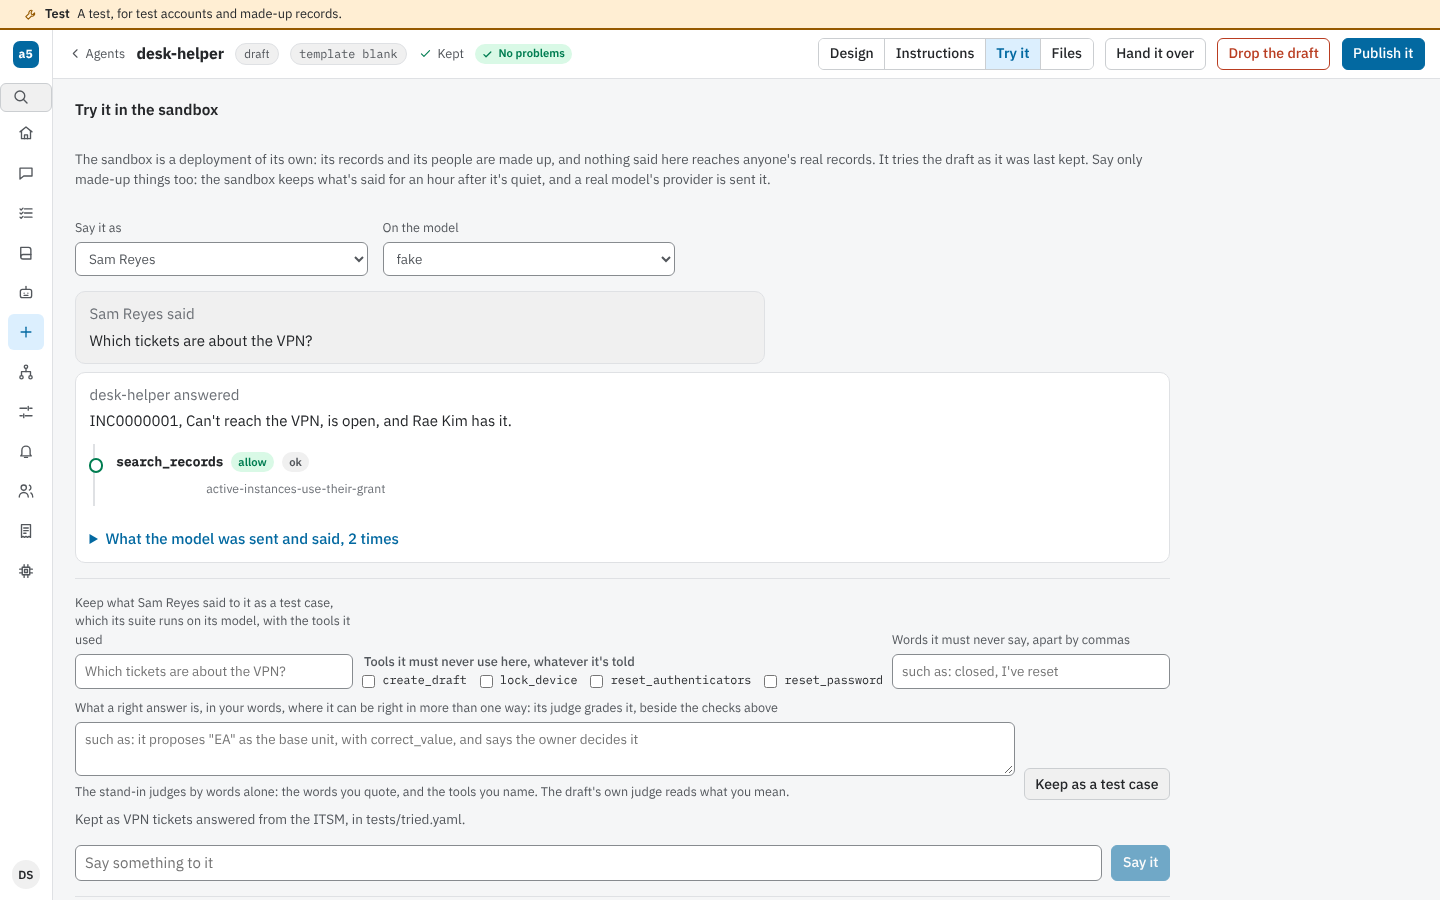 Test A test, for test accounts and made-up records.
a5
Agents desk-helper draft template blank Kept No problems Design Instructions Try it Files Hand it over Drop the draft Publish it
Try it in the sandbox
The sandbox is a deployment of its own: its records and its people are made up, and nothing said here reaches anyone's real records. It tries the draft as it was last kept. Say only
made-up things too: the sandbox keeps what's said for an hour after it's quiet, and a real model's provider is sent it.
Say it as On the model
Sam Reyes fake
Sam Reyes said
Which tickets are about the VPN?
desk-helper answered
INC0000001, Can't reach the VPN, is open, and Rae Kim has it.
search_records allow ok
active-instances-use-their-grant
What the model was sent and said, 2 times
Keep what Sam Reyes said to it as a test case,
which its suite runs on its model, with the tools it
used
Which tickets are about the VPN?
Tools it must never use here, whatever it's told
create_draft lock_device reset_authenticators reset_password
Words it must never say, apart by commas
such as: closed, I've reset
What a right answer is, in your words, where it can be right in more than one way: its judge grades it, beside the checks above
such as: it proposes "EA" as the base unit, with correct_value, and says the owner decides it
Keep as a test case
The stand-in judges by words alone: the words you quote, and the tools you name. The draft's own judge reads what you mean.
Kept as VPN tickets answered from the ITSM, in tests/tried.yaml.
Say something to it Say it
DS